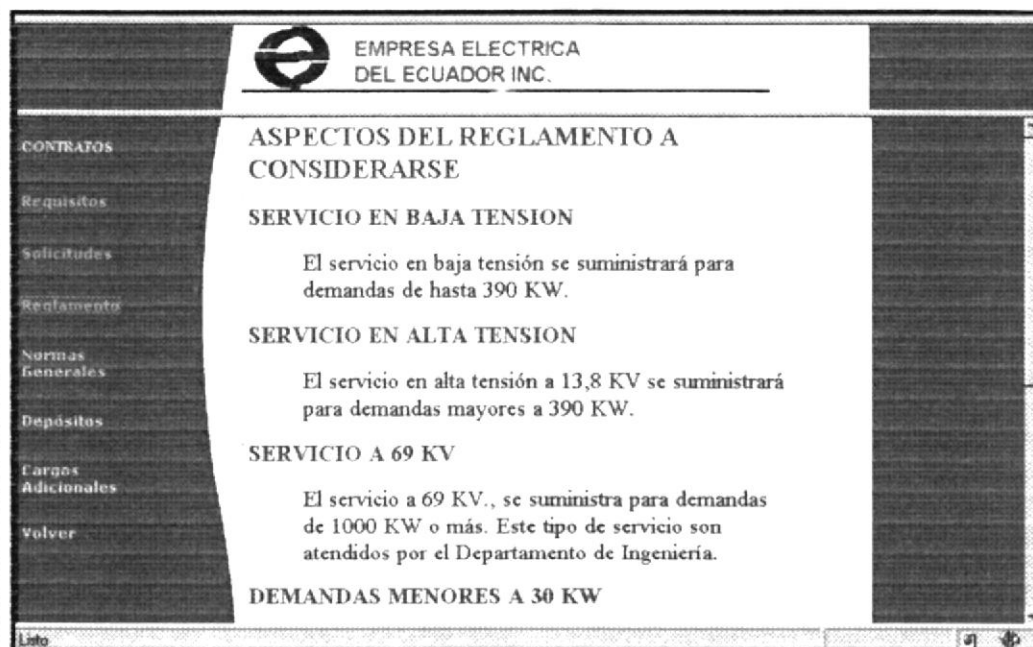 EMPRESA ELECTRICA
DEL ECUADOR INC.
CONTRATOS
Requisitos
Solicitudes
Reglamento
Normas
Generales
Depósitos
Cargos
Adicionales
Volver
ASPECTOS DEL REGLAMENTO A
CONSIDERARSE
SERVICIO EN BAJA TENSION
El servicio en baja tensión se suministrará para
demandas de hasta 390 KW.
SERVICIO EN ALTA TENSION
El servicio en alta tensión a 13,8 KV se suministrará
para demandas mayores a 390 KW.
SERVICIO A 69 KV
El servicio a 69 KV., se suministra para demandas
de 1000 KW o más. Este tipo de servicio son
atendidos por el Departamento de Ingeniería.
DEMANDAS MENORES A 30 KW
Listo